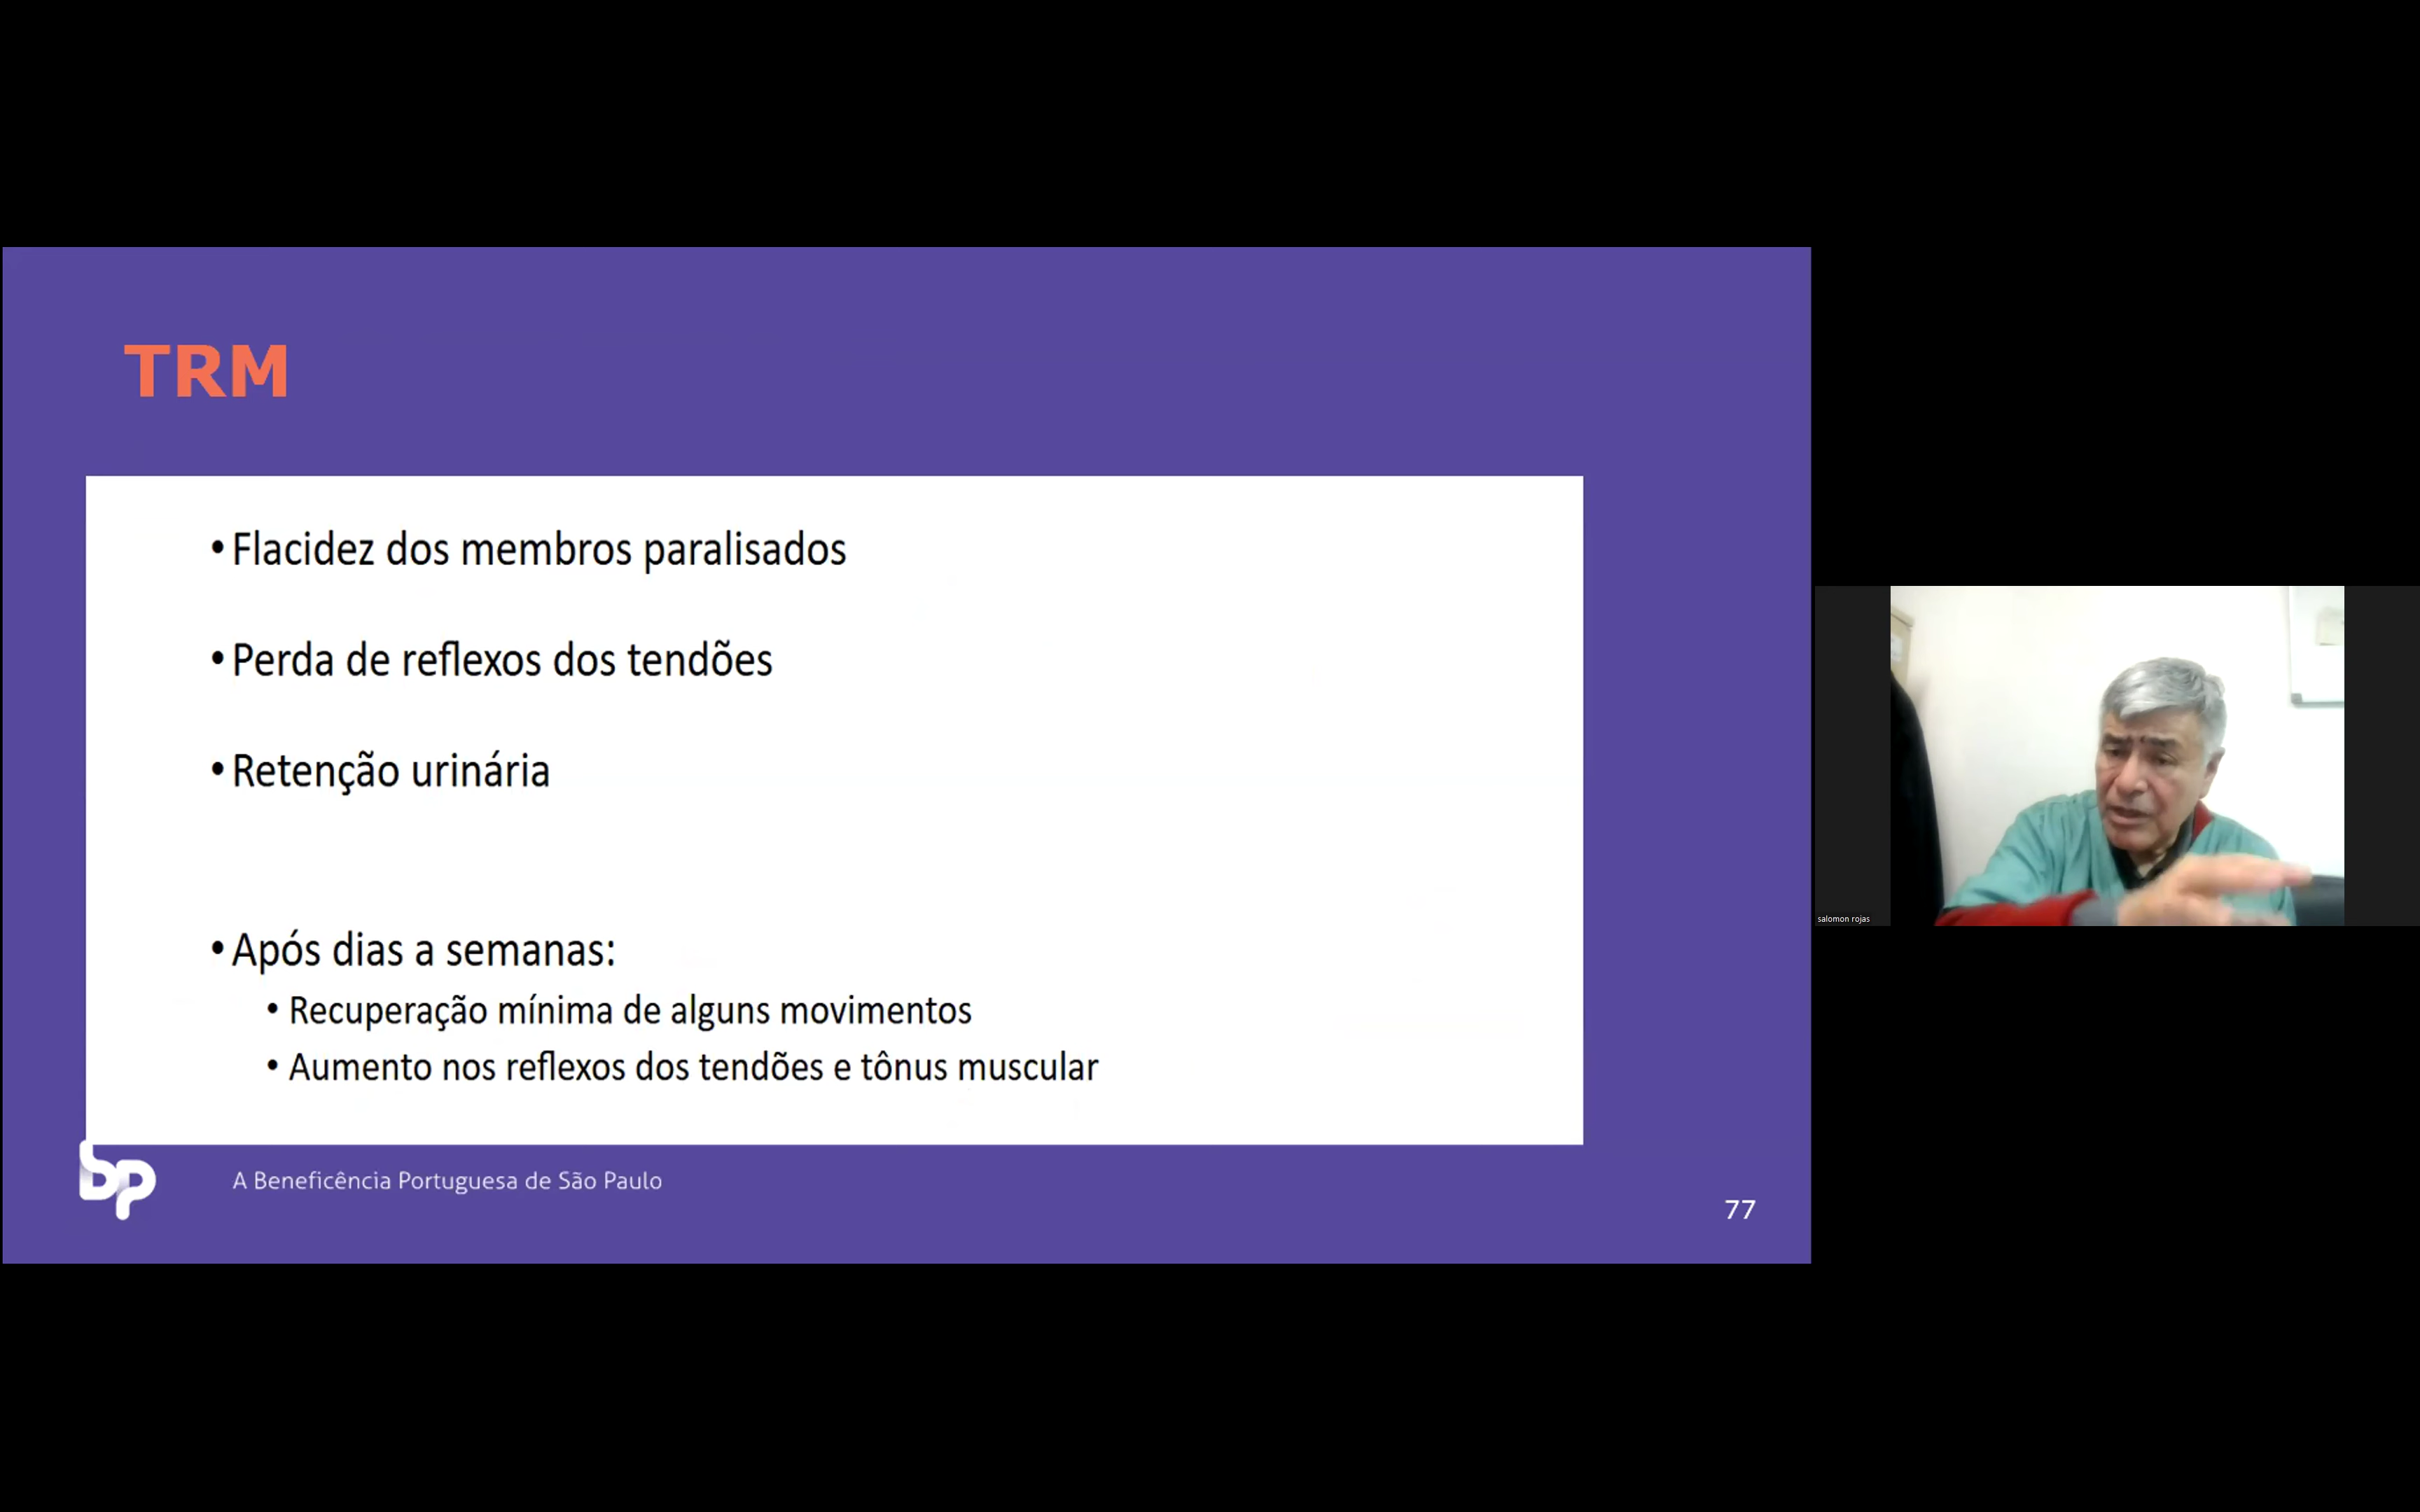 TRM
• Flacidez dos membros paralisados
• Perda de reflexos dos tendões
• Retenção urinária
• Após dias a semanas:
• Recuperação mínima de alguns movimentos
• Aumento nos reflexos dos tendões e tônus muscular
bp
A Beneficência Portuguesa de São Paulo
77
salomon rojas